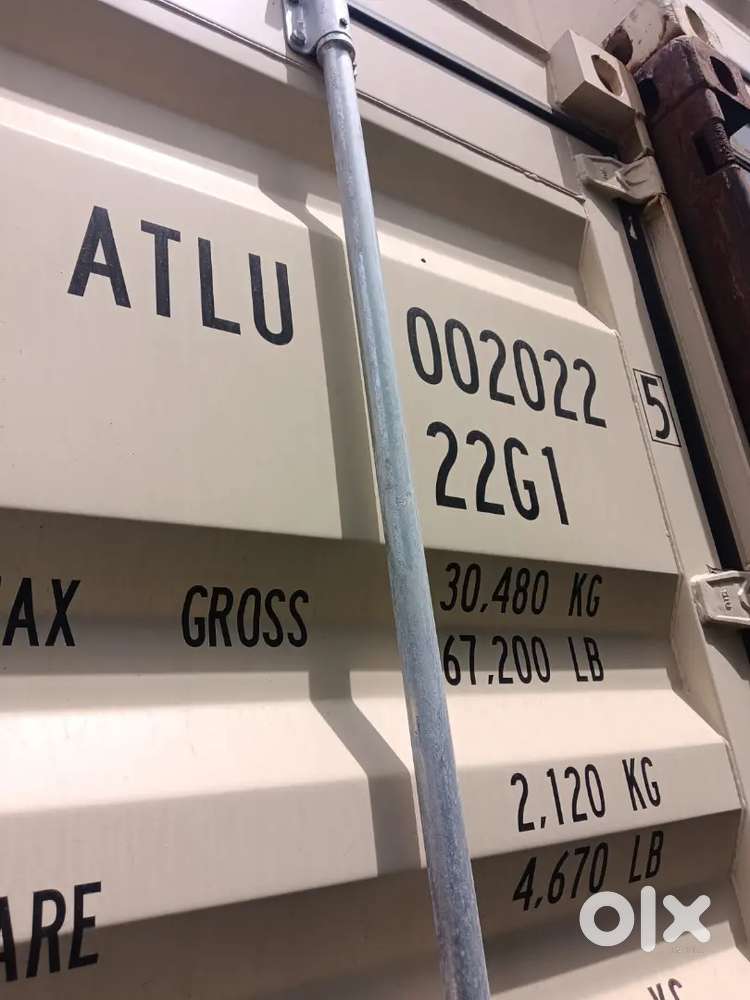 ATLU 002022 5
22G1
AX GROSS 30,480 KG
67,200 LB
2,120 KG
ARE 4,670 LB
KG
olx